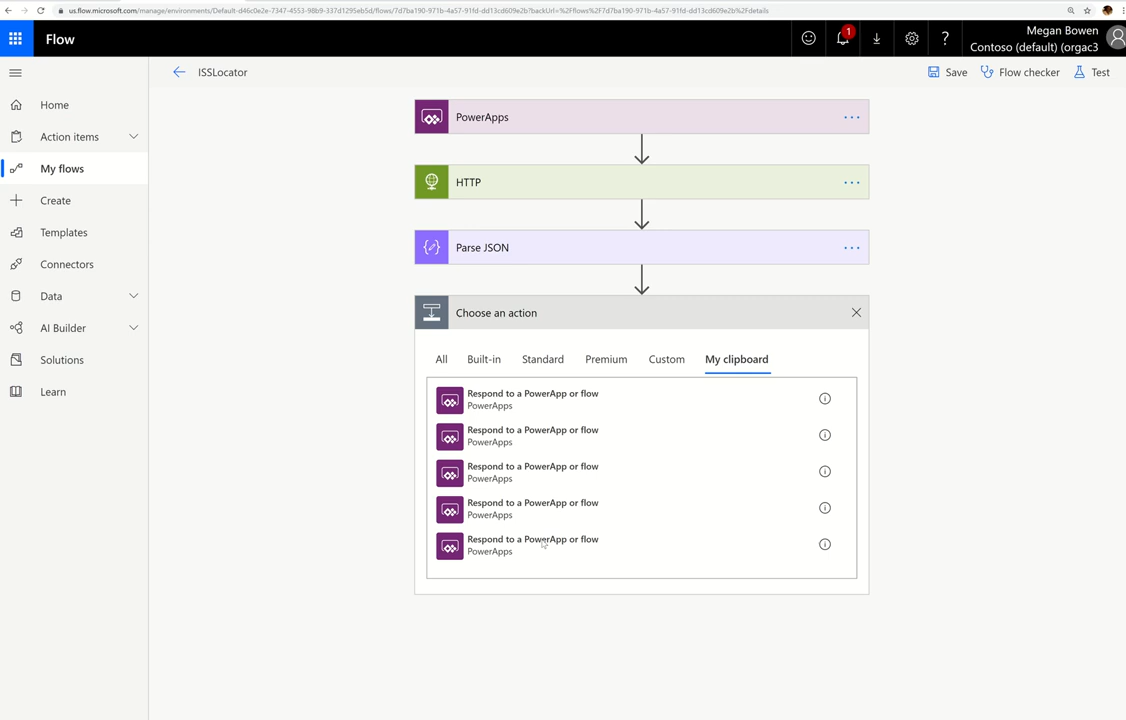 us.flow.microsoft.com/manage/environments/Default-d46c0e2e-7347-4553-98b9-337d1295eb5d/flows/7d7ba190-971b-4a57-91fd-dd13cd609e2b?backUrl=%2Fflows%2F7d7ba190-971b-4a57-91fd-dd13cd609e2b%2Fdetails
Flow
1
?
Megan Bowen
Contoso (default) (orgac3
ISSLocator
Save
Flow checker
Test
Home
Action items
My flows
Create
Templates
Connectors
Data
AI Builder
Solutions
Learn
PowerApps
HTTP
Parse JSON
Choose an action
All Built-in Standard Premium Custom My clipboard
Respond to a PowerApp or flow
PowerApps
Respond to a PowerApp or flow
PowerApps
Respond to a PowerApp or flow
PowerApps
Respond to a PowerApp or flow
PowerApps
Respond to a PowerApp or flow
PowerApps